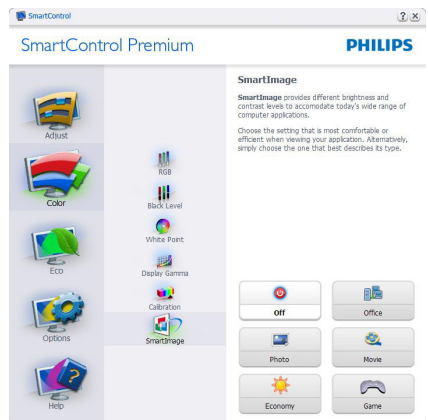 SmartControl
SmartControl Premium
PHILIPS
Adjust
Color
Eco
Options
Help
RGB
Black Level
White Point
Display Gamma
Calibration
SmartImage
SmartImage
SmartImage provides different brightness and
contrast levels to accomodate today's wide range of
computer applications.
Choose the setting that is most comfortable or
efficient when viewing your application. Alternatively,
simply choose the one that best describes its type.
Off
Office
Photo
Movie
Economy
Game